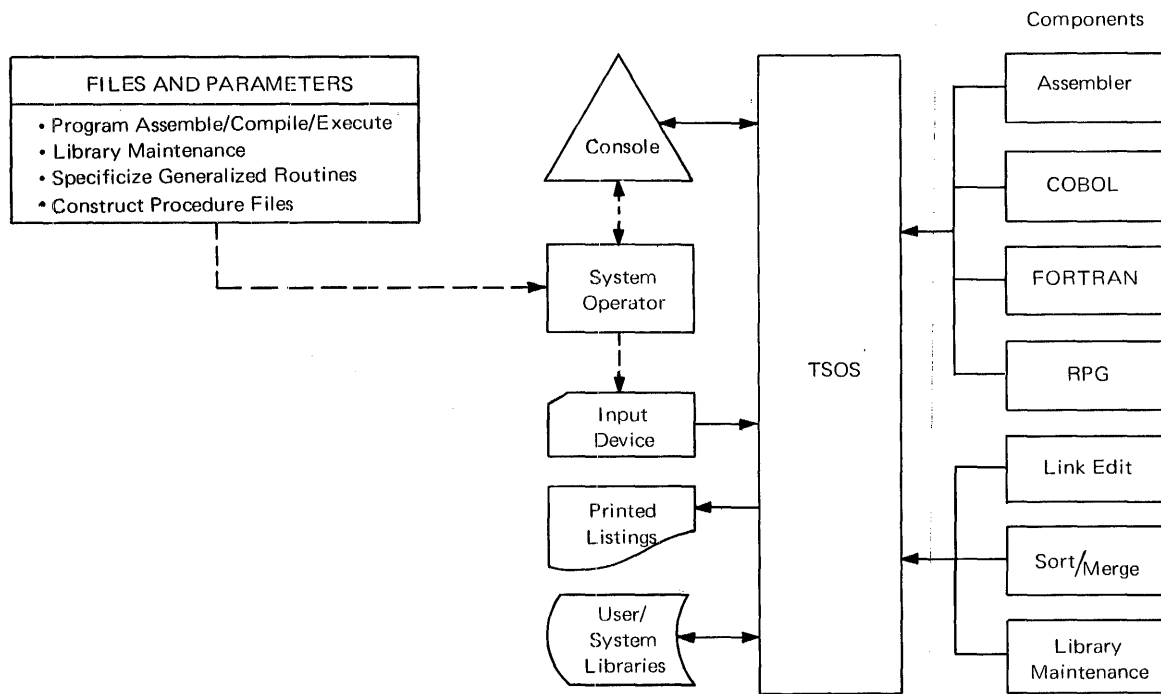 Components
FILES AND PARAMETERS
• Program Assemble/Compile/Execute
• Library Maintenance
• Specificize Generalized Routines
• Construct Procedure Files
Console
System
Operator
Input
Device
Printed
Listings
User/
System
Libraries
TSOS
Assembler
COBOL
FORTRAN
RPG
Link Edit
Sort/Merge
Library
Maintenance